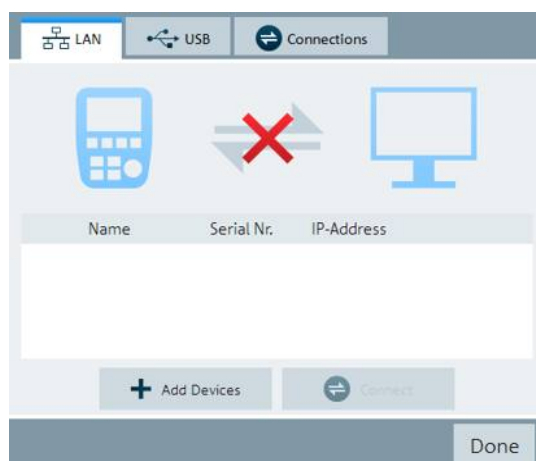 LAN USB Connections
Name Serial Nr. IP-Address
Add Devices Connect
Done